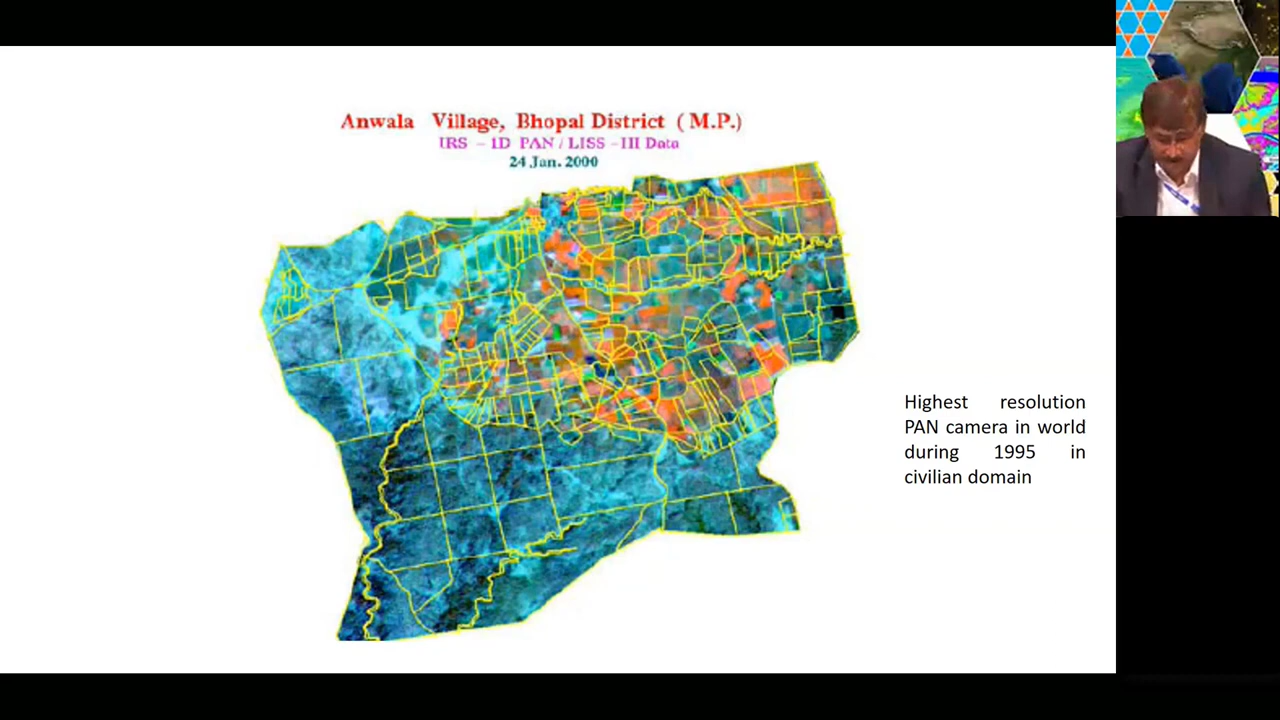 Anwala Village, Bhopal District ( M.P.)
IRS - 1D PAN / LISS - III Data
24 Jan. 2000
Highest resolution
PAN camera in world
during 1995 in
civilian domain